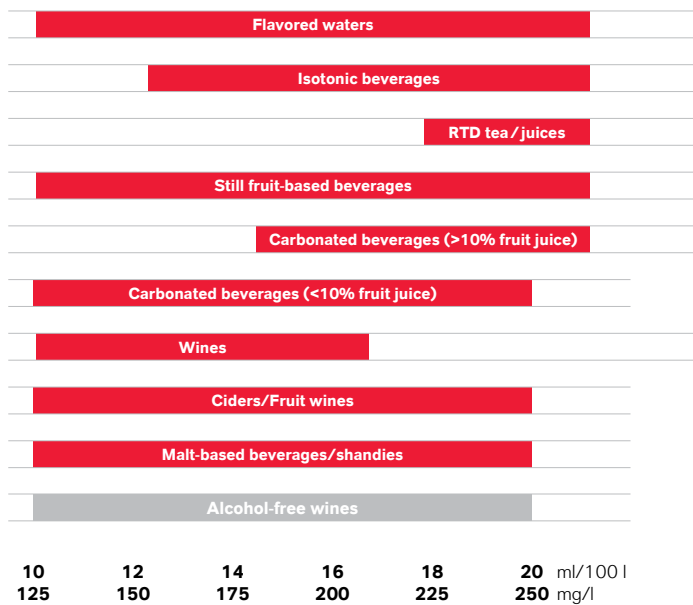 Flavored waters
Isotonic beverages
RTD tea/juices
Still fruit-based beverages
Carbonated beverages (>10% fruit juice)
Carbonated beverages (<10% fruit juice)
Wines
Ciders/Fruit wines
Malt-based beverages/shandies
Alcohol-free wines
10 12 14 16 18 20 ml/100 l
125 150 175 200 225 250 mg/l